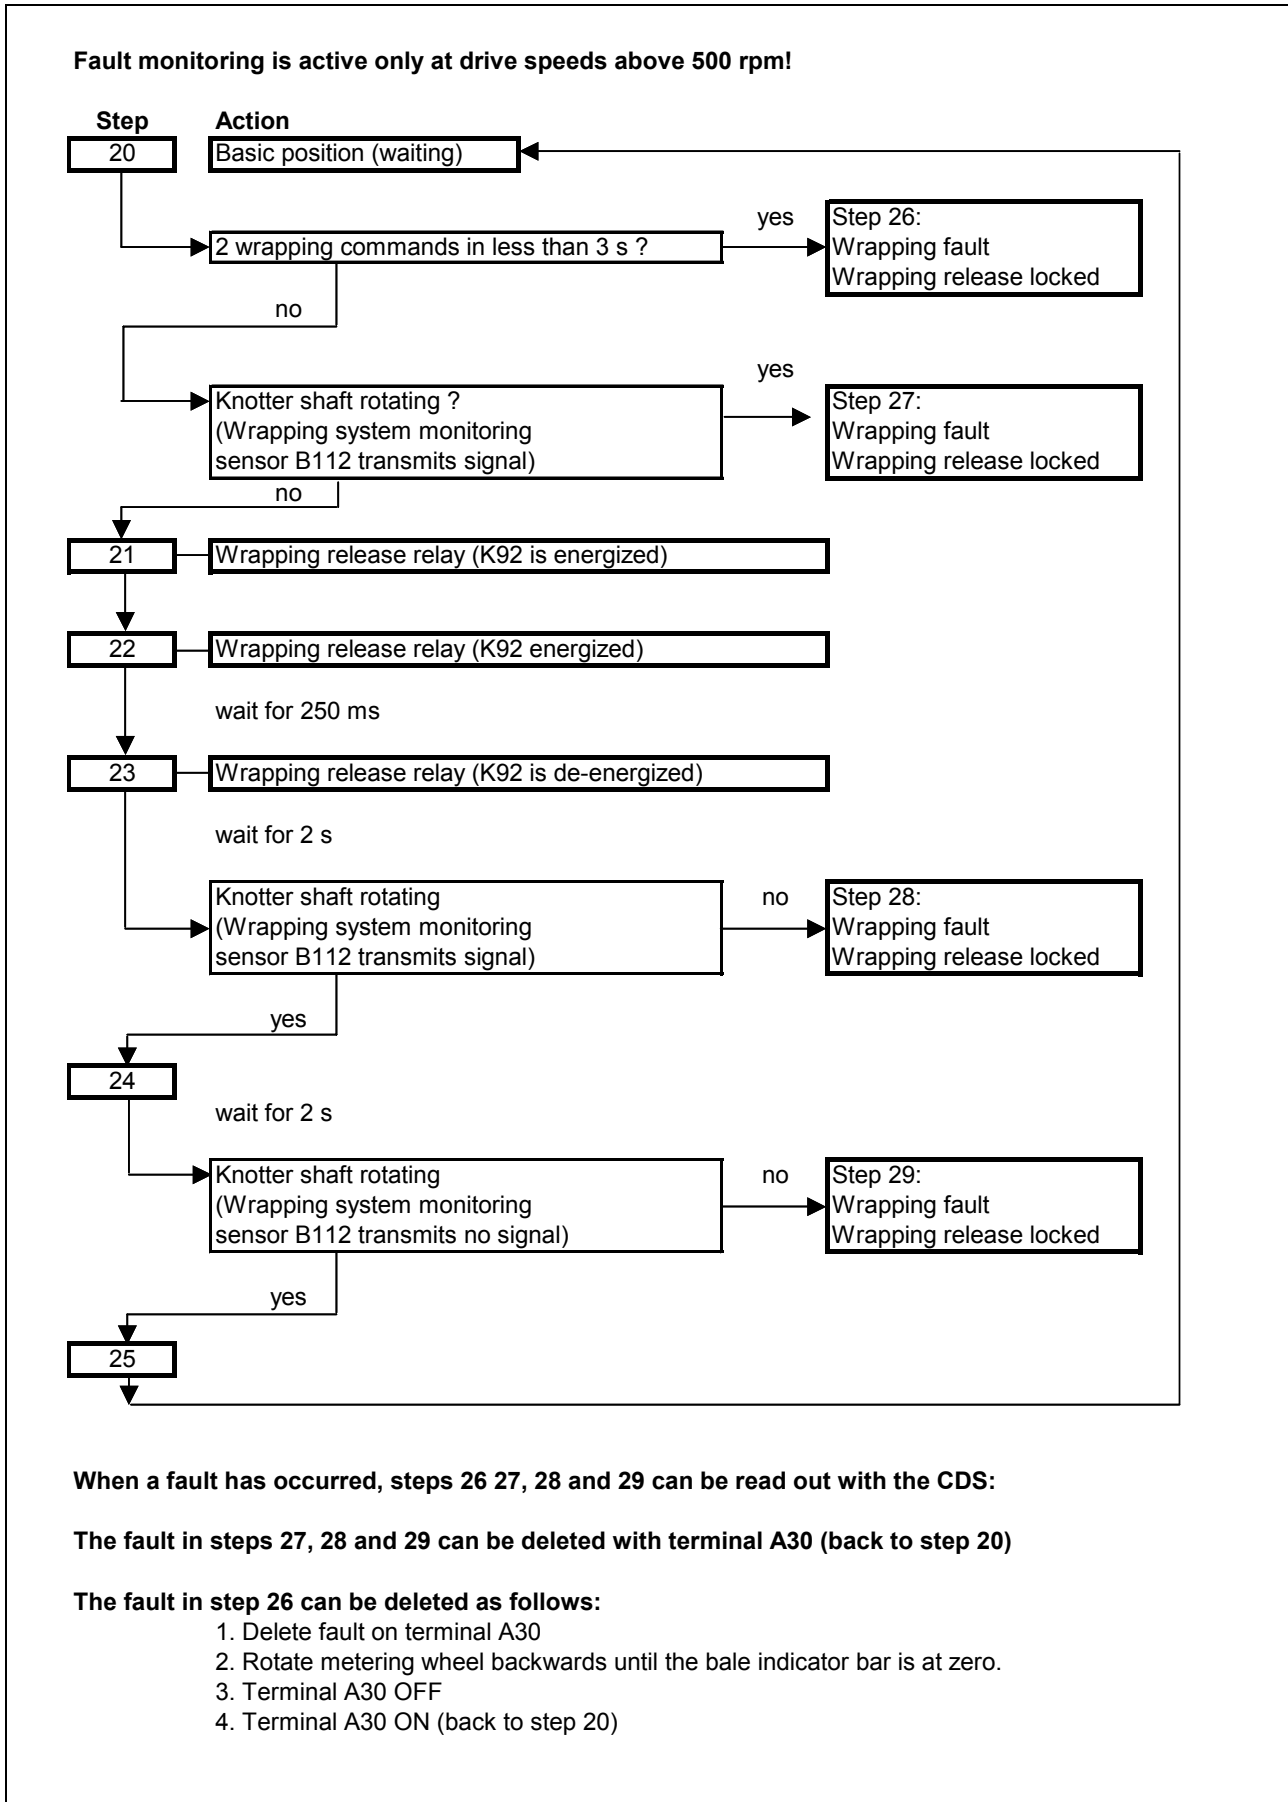 Fault monitoring is active only at drive speeds above 500 rpm!
Step Action
20 Basic position (waiting)
2 wrapping commands in less than 3 s ?
yes
Step 26:
Wrapping fault
Wrapping release locked
no
Knotter shaft rotating ?
(Wrapping system monitoring
sensor B112 transmits signal)
yes
Step 27:
Wrapping fault
Wrapping release locked
no
21 Wrapping release relay (K92 is energized)
22 Wrapping release relay (K92 energized)
wait for 250 ms
23 Wrapping release relay (K92 is de-energized)
wait for 2 s
Knotter shaft rotating
(Wrapping system monitoring
sensor B112 transmits signal)
no
Step 28:
Wrapping fault
Wrapping release locked
yes
24
wait for 2 s
Knotter shaft rotating
(Wrapping system monitoring
sensor B112 transmits no signal)
no
Step 29:
Wrapping fault
Wrapping release locked
yes
25
When a fault has occurred, steps 26 27, 28 and 29 can be read out with the CDS:
The fault in steps 27, 28 and 29 can be deleted with terminal A30 (back to step 20)
The fault in step 26 can be deleted as follows:
1. Delete fault on terminal A30
2. Rotate metering wheel backwards until the bale indicator bar is at zero.
3. Terminal A30 OFF
4. Terminal A30 ON (back to step 20)